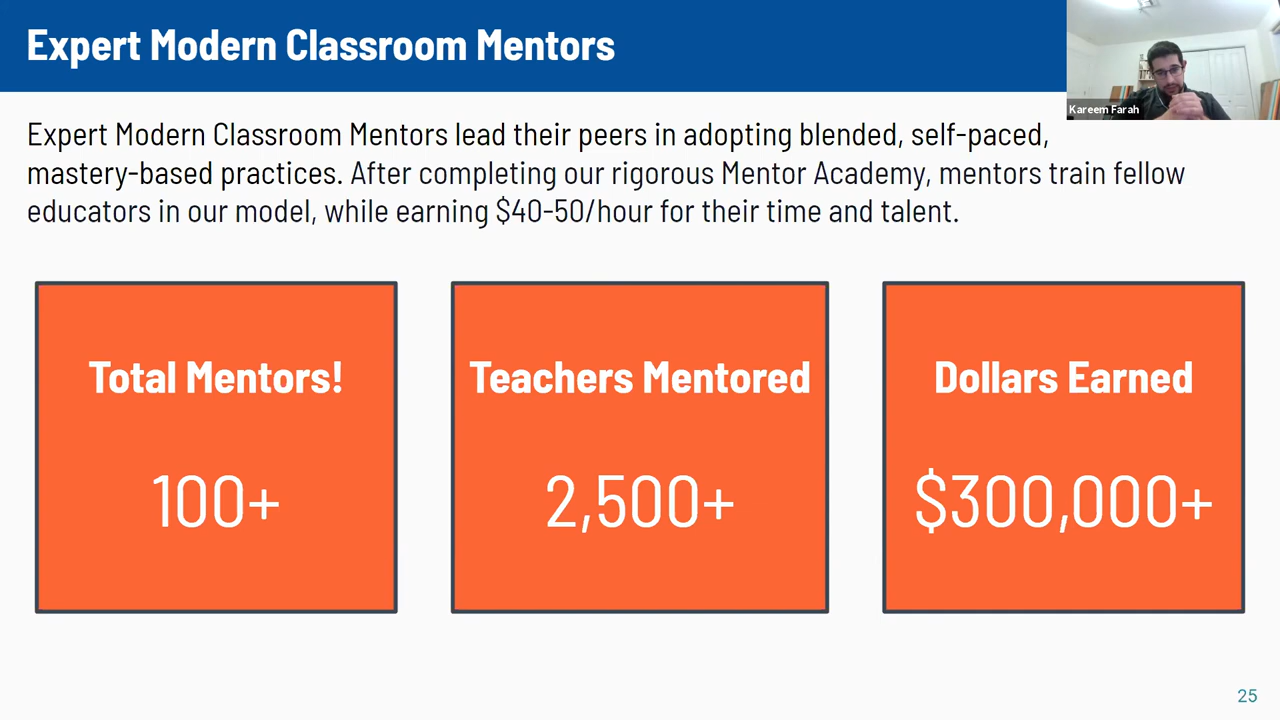 Expert Modern Classroom Mentors
Kareem Farah
Expert Modern Classroom Mentors lead their peers in adopting blended, self-paced,
mastery-based practices. After completing our rigorous Mentor Academy, mentors train fellow
educators in our model, while earning $40-50/hour for their time and talent.
Total Mentors!
100+
Teachers Mentored
2,500+
Dollars Earned
$300,000+
25